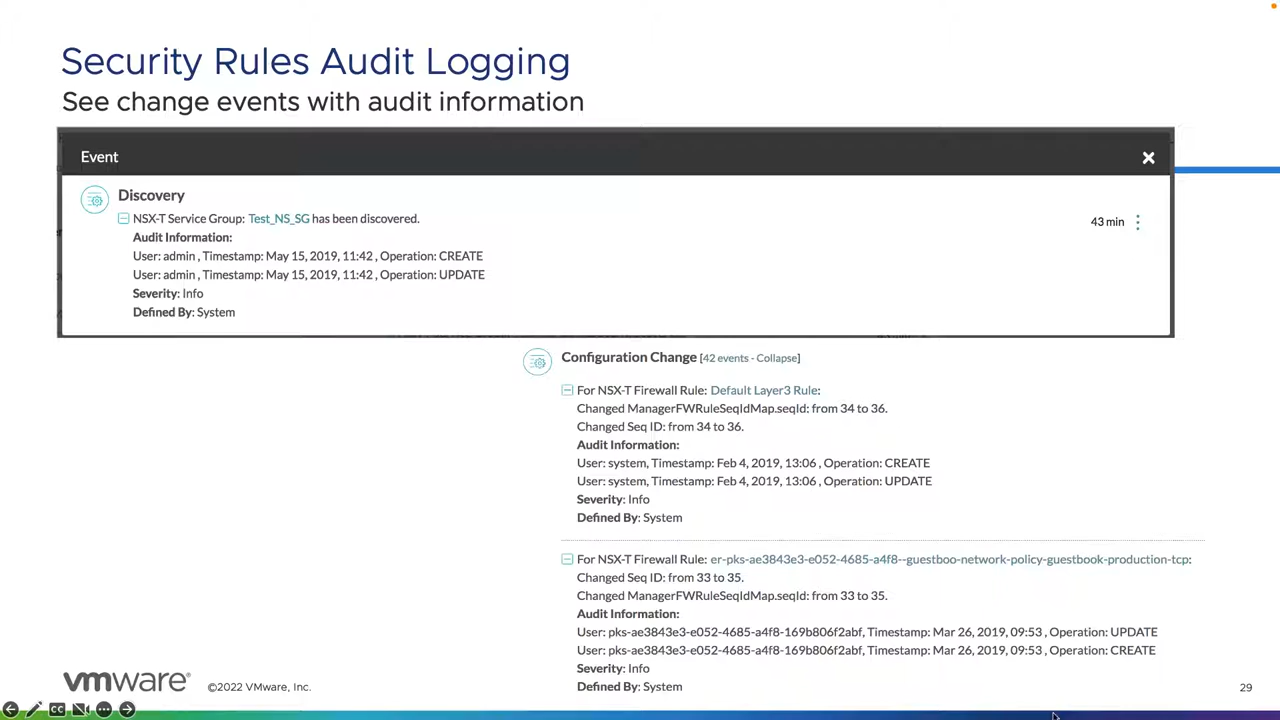 Security Rules Audit Logging
See change events with audit information
Event
Discovery
NSX-T Service Group: Test_NS_SG has been discovered.
43 min
Audit Information:
User: admin , Timestamp: May 15, 2019, 11:42 , Operation: CREATE
User: admin , Timestamp: May 15, 2019, 11:42 , Operation: UPDATE
Severity: Info
Defined By: System
Configuration Change [42 events - Collapse]
For NSX-T Firewall Rule: Default Layer3 Rule:
Changed ManagerFWRuleSeqIdMap.seqId: from 34 to 36.
Changed Seq ID: from 34 to 36.
Audit Information:
User: system, Timestamp: Feb 4, 2019, 13:06 , Operation: CREATE
User: system, Timestamp: Feb 4, 2019, 13:06 , Operation: UPDATE
Severity: Info
Defined By: System
For NSX-T Firewall Rule: er-pks-ae3843e3-e052-4685-a4f8--guestboo-network-policy-guestbook-production-tcp:
Changed Seq ID: from 33 to 35.
Changed ManagerFWRuleSeqIdMap.seqId: from 33 to 35.
Audit Information:
User: pks-ae3843e3-e052-4685-a4f8-169b806f2abf, Timestamp: Mar 26, 2019, 09:53 , Operation: UPDATE
User: pks-ae3843e3-e052-4685-a4f8-169b806f2abf, Timestamp: Mar 26, 2019, 09:53 , Operation: CREATE
Severity: Info
Defined By: System
vmware® ©2022 VMware, Inc.
29
CC